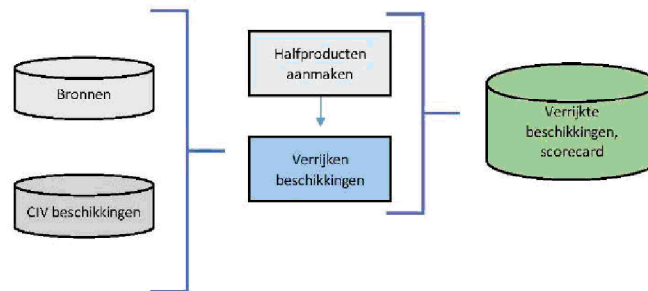 Bronnen
CIV beschikkingen
Halfproducten
aanmaken
Verrijken
beschikkingen
Verrijkte
beschikkingen,
scorecard